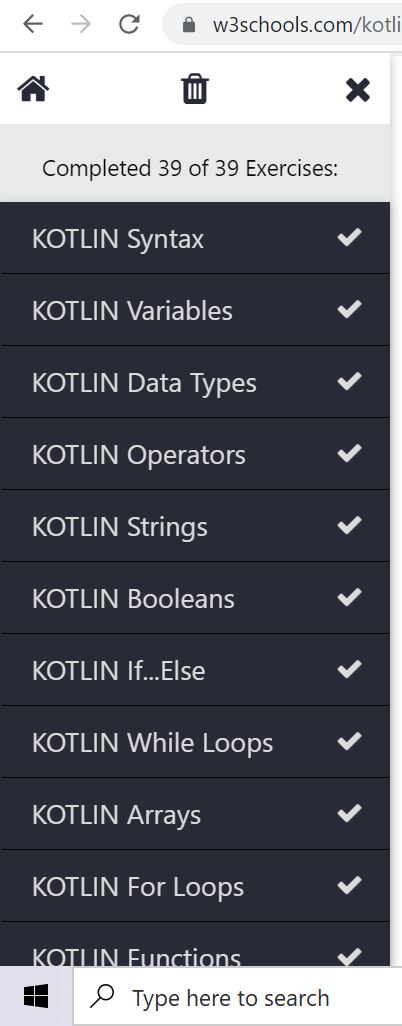 w3schools.com/kotli
Completed 39 of 39 Exercises:
KOTLIN Syntax
KOTLIN Variables
KOTLIN Data Types
KOTLIN Operators
KOTLIN Strings
KOTLIN Booleans
KOTLIN If...Else
KOTLIN While Loops
KOTLIN Arrays
KOTLIN For Loops
KOTLIN Functions
Type here to search